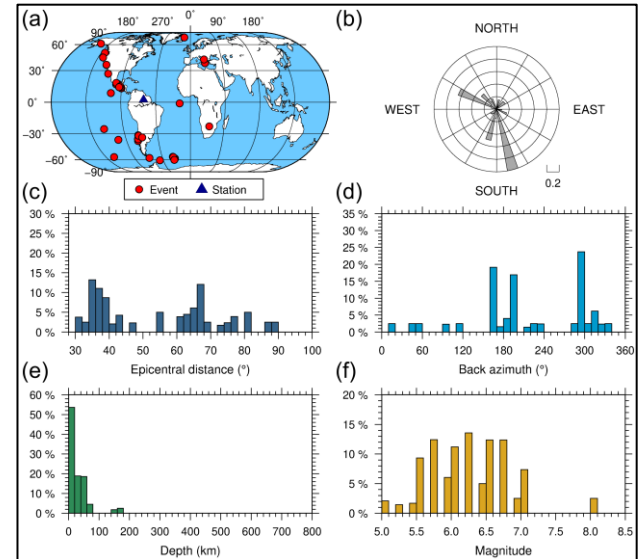 (a)
90˚
180˚ 270˚ 0˚ 90˚ 180˚
60˚
30˚
0˚
−30˚
−60˚
−90
Event Station
(b)
NORTH
WEST EAST
SOUTH
0.2
(c)
30 %
25 %
20 %
15 %
10 %
5 %
0 %
30 40 50 60 70 80 90 100
Epicentral distance (°)
(d)
35 %
30 %
25 %
20 %
15 %
10 %
5 %
0 %
0 60 120 180 240 300 360
Back azimuth (°)
(e)
60 %
50 %
40 %
30 %
20 %
10 %
0 %
0 100 200 300 400 500 600 700 800
Depth (km)
(f)
20 %
15 %
10 %
5 %
0 %
5.0 5.5 6.0 6.5 7.0 7.5 8.0 8.5
Magnitude